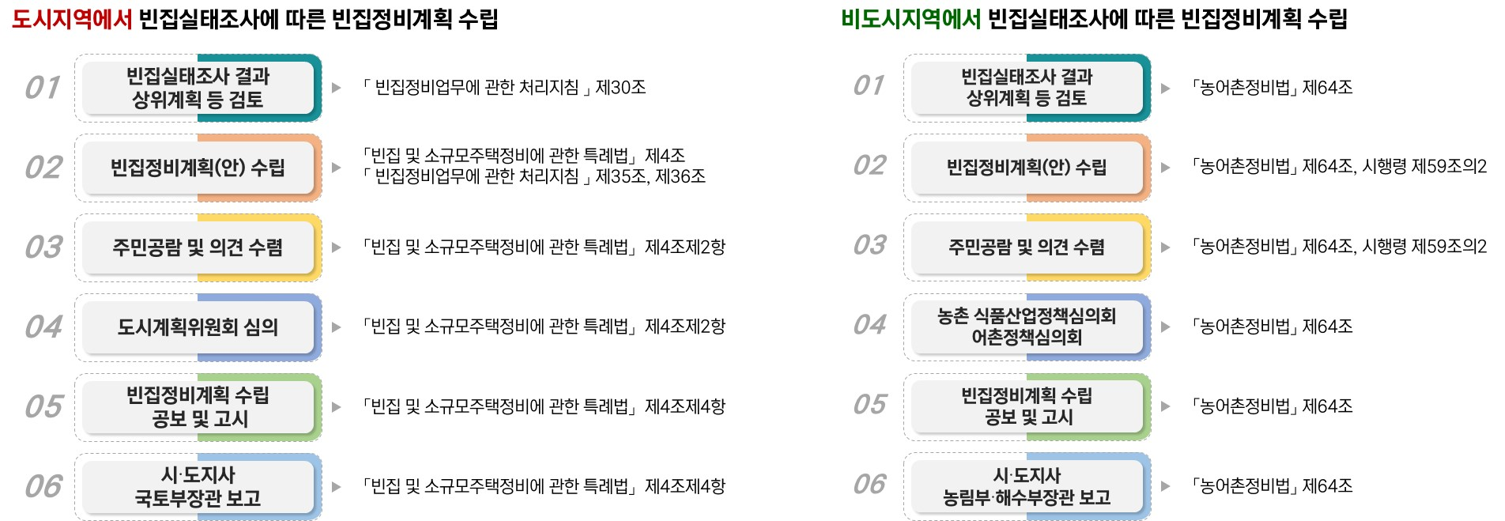 도시지역에서 빈집실태조사에 따른 빈집정비계획 수립
01
빈집실태조사 결과
상위계획 등 검토
「 빈집정비업무에 관한 처리지침 」 제30조
02
빈집정비계획(안) 수립
「빈집 및 소규모주택정비에 관한 특례법」 제4조
「 빈집정비업무에 관한 처리지침 」 제35조, 제36조
03
주민공람 및 의견 수렴
「빈집 및 소규모주택정비에 관한 특례법」 제4조제2항
04
도시계획위원회 심의
「빈집 및 소규모주택정비에 관한 특례법」 제4조제2항
05
빈집정비계획 수립
공보 및 고시
「빈집 및 소규모주택정비에 관한 특례법」 제4조제4항
06
시·도지사
국토부장관 보고
「빈집 및 소규모주택정비에 관한 특례법」 제4조제4항
비도시지역에서 빈집실태조사에 따른 빈집정비계획 수립
01
빈집실태조사 결과
상위계획 등 검토
「농어촌정비법」 제64조
02
빈집정비계획(안) 수립
「농어촌정비법」 제64조, 시행령 제59조의2
03
주민공람 및 의견 수렴
「농어촌정비법」 제64조, 시행령 제59조의2
04
농촌 식품산업정책심의회
어촌정책심의회
「농어촌정비법」 제64조
05
빈집정비계획 수립
공보 및 고시
「농어촌정비법」 제64조
06
시·도지사
농림부·해수부장관 보고
「농어촌정비법」 제64조